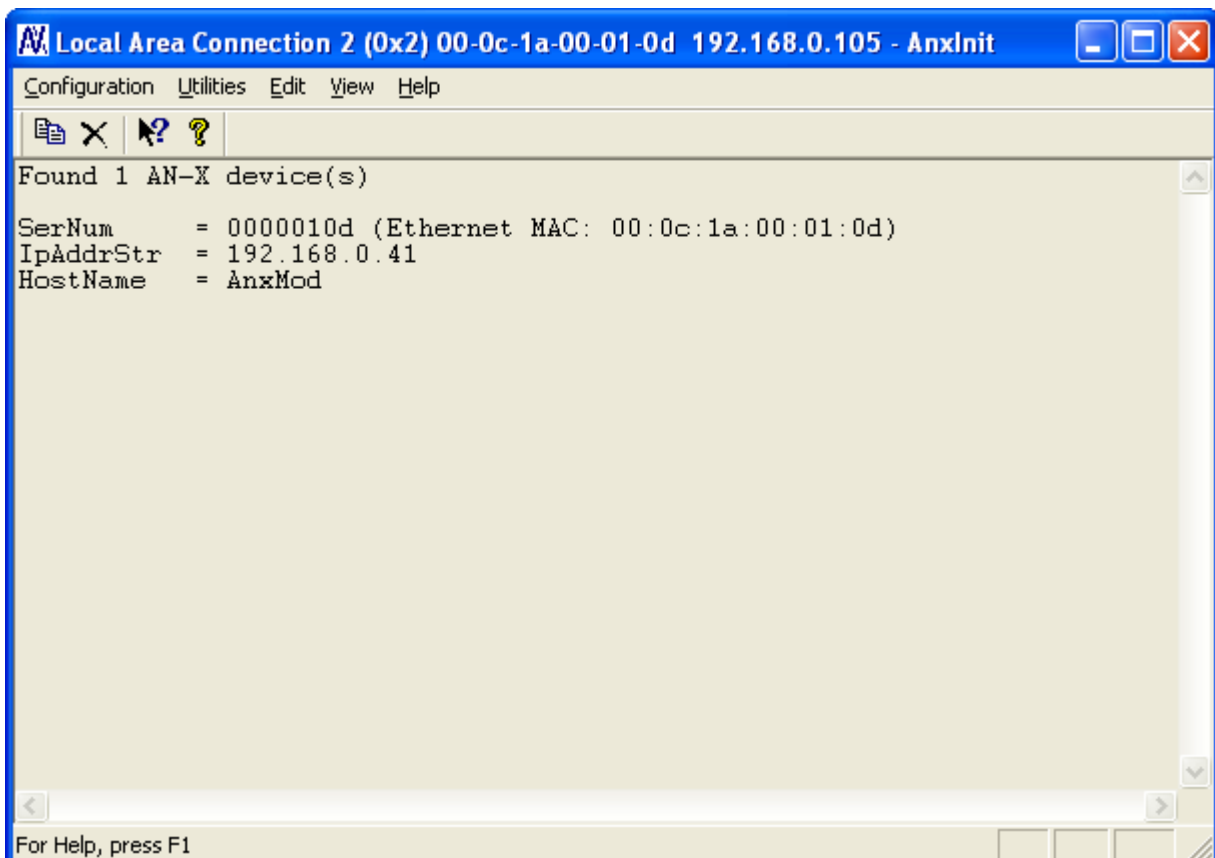 AX Local Area Connection 2 (0x2) 00-0c-1a-00-01-0d 192.168.0.105 - AnxInit
Configuration Utilities Edit View Help
Found 1 AN-X device(s)
SerNum = 0000010d (Ethernet MAC: 00:0c:1a:00:01:0d)
IpAddrStr = 192.168.0.41
HostName = AnxMod
For Help, press F1